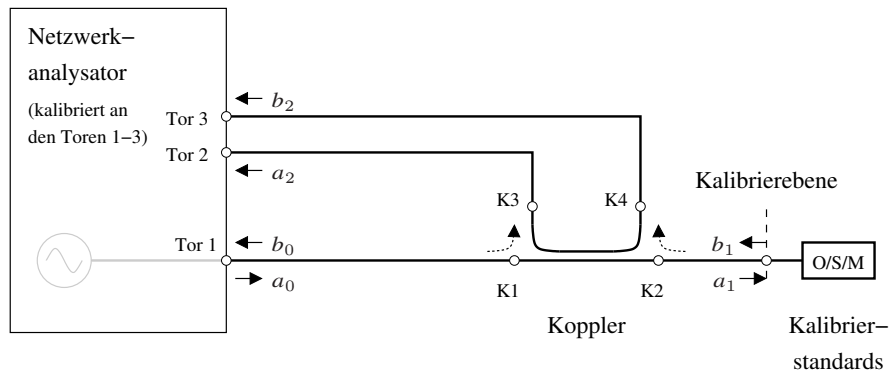 Netzwerk–
analysator
(kalibriert an
den Toren 1–3)
Tor 3
b2
Tor 2
a2
K3
K4
Kalibrierebene
Tor 1
b0
b1
O/S/M
a0
K1
K2
a1
Koppler
Kalibrier–
standards